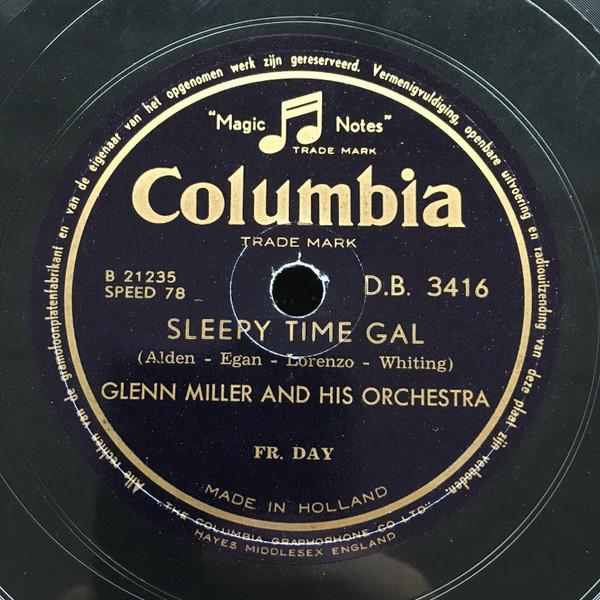 Alle rechten van de gramofoonplatenfabrikant en van de eigenaar van het opgenomen werk zijn gereserveerd. Vermenigvuldiging, openbare uitvoering en radiouitzending van deze plaat zijn verboden.
"Magic Notes"
TRADE MARK
Columbia
TRADE MARK
B 21235
SPEED 78
D.B. 3416
SLEEPY TIME GAL
(Alden - Egan - Lorenzo - Whiting)
GLENN MILLER AND HIS ORCHESTRA
FR. DAY
MADE IN HOLLAND
"THE COLUMBIA GRAPHOPHONE CO LTD"
HAYES MIDDLESEX ENGLAND